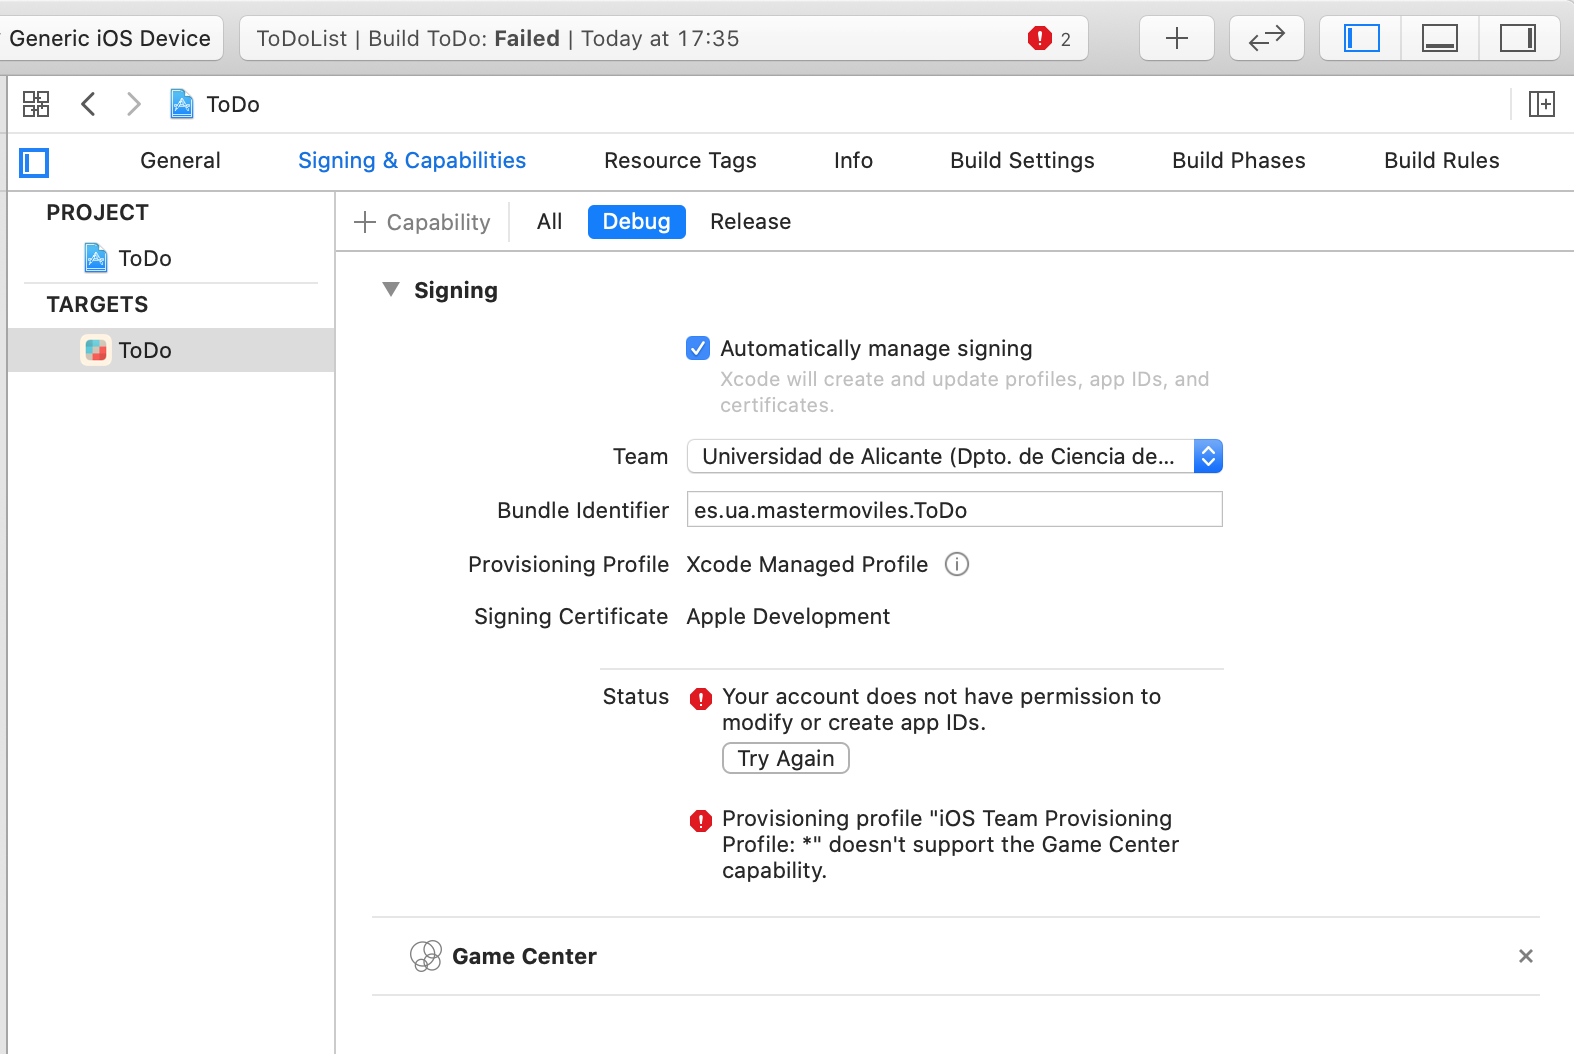 Generic iOS Device
ToDoList | Build ToDo: Failed | Today at 17:35
2
ToDo
General
Signing & Capabilities
Resource Tags
Info
Build Settings
Build Phases
Build Rules
PROJECT
ToDo
TARGETS
ToDo
Capability
All
Debug
Release
Signing
Automatically manage signing
Xcode will create and update profiles, app IDs, and
certificates.
Team
Universidad de Alicante (Dpto. de Ciencia de...
Bundle Identifier
es.ua.mastermoviles.ToDo
Provisioning Profile
Xcode Managed Profile
Signing Certificate
Apple Development
Status
Your account does not have permission to
modify or create app IDs.
Try Again
Provisioning profile "iOS Team Provisioning
Profile: *" doesn't support the Game Center
capability.
Game Center